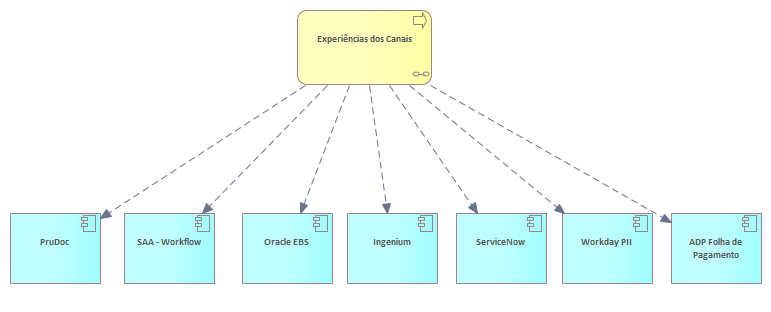 Experiências dos Canais
PruDoc
SAA - Workflow
Oracle EBS
Ingenium
ServiceNow
Workday PII
ADP Folha de
Pagamento